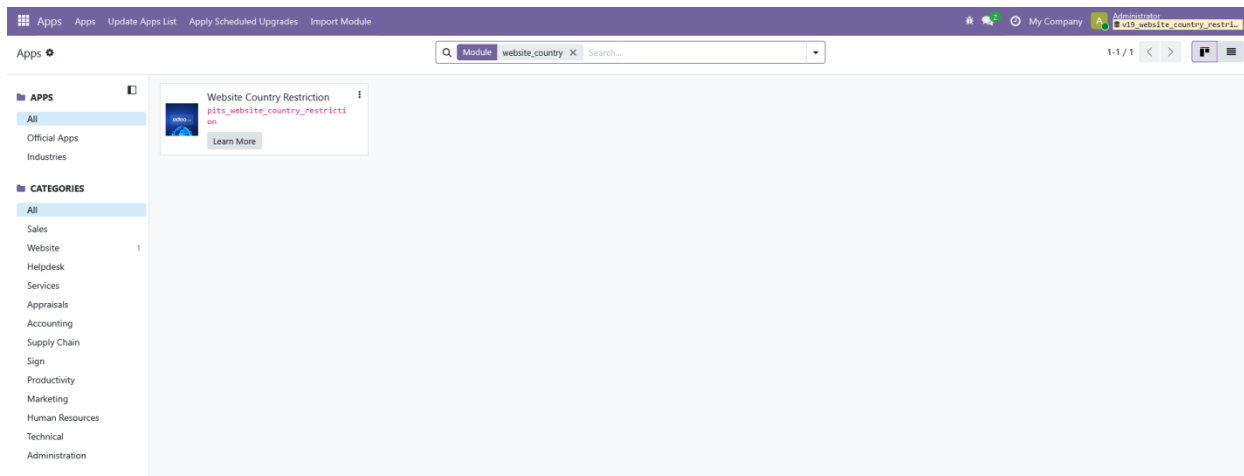 Apps Apps Update Apps List Apply Scheduled Upgrades Import Module
2 My Company A Administrator
v19_website_country_restri…
Apps
Module website_country Search...
1-1 / 1
APPS
All
Official Apps
Industries
CATEGORIES
All
Sales
Website 1
Helpdesk
Services
Appraisals
Accounting
Supply Chain
Sign
Productivity
Marketing
Human Resources
Technical
Administration
odoo
Website Country Restriction
pits_website_country_restricti
on
Learn More